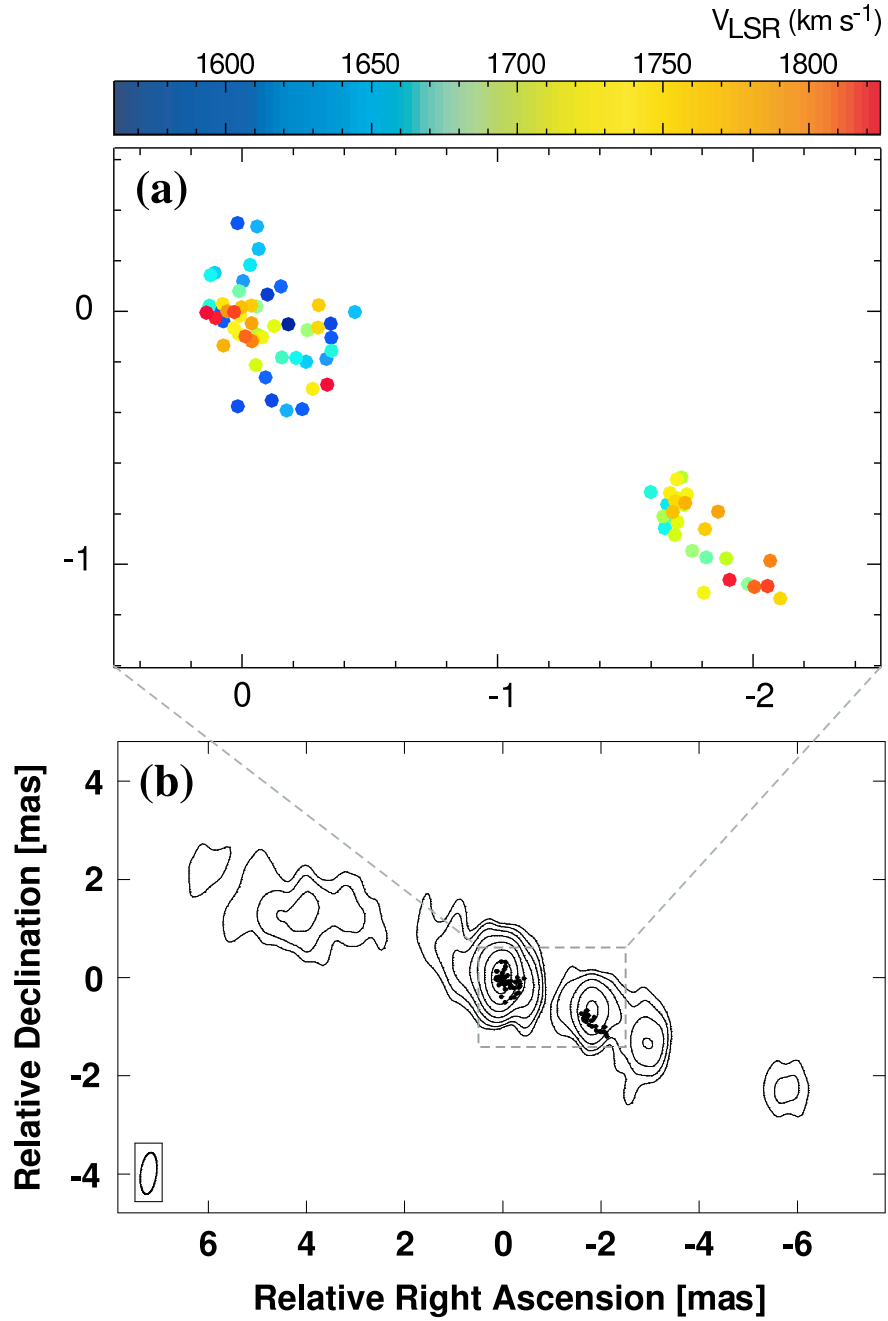 V_LSR (km s⁻¹)
1600 1650 1700 1750 1800
(a)
0
-1
0 -1 -2
(b)
4
2
0
-2
-4
6 4 2 0 -2 -4 -6
Relative Declination [mas]
Relative Right Ascension [mas]